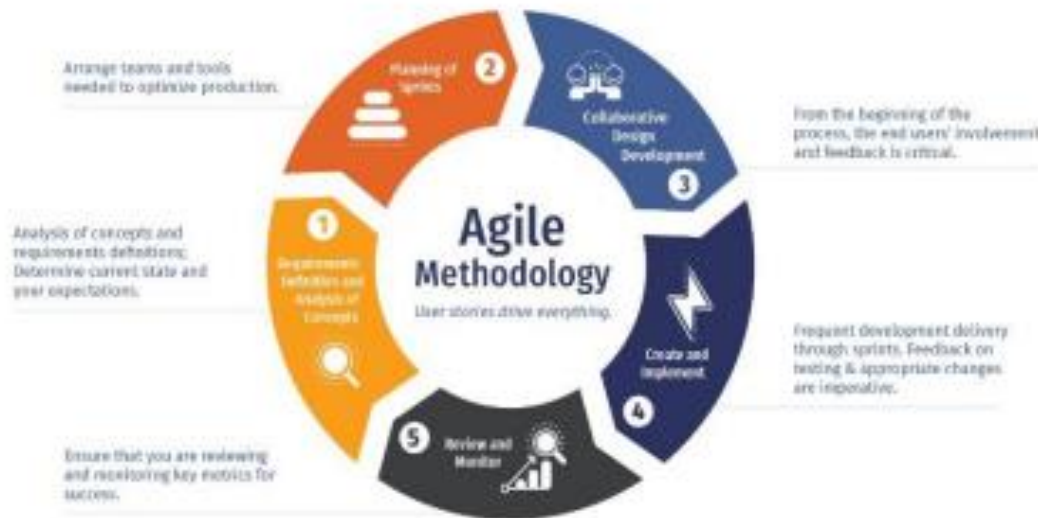 Agile
Methodology
User stories drive everything.
1
Requirements
Definition and
Analysis of
Concepts
Analysis of concepts and
requirements definitions;
Determine current state and
your expectations.
2
Planning of
Sprints
Arrange teams and tools
needed to optimize production.
Collaborative
Design
Development
3
From the beginning of the
process, the end users' involvement
and feedback is critical.
Create and
Implement
4
Frequent development delivery
through sprints. Feedback on
testing & appropriate changes
are imperative.
5
Review and
Monitor
Ensure that you are reviewing
and monitoring key metrics for
success.